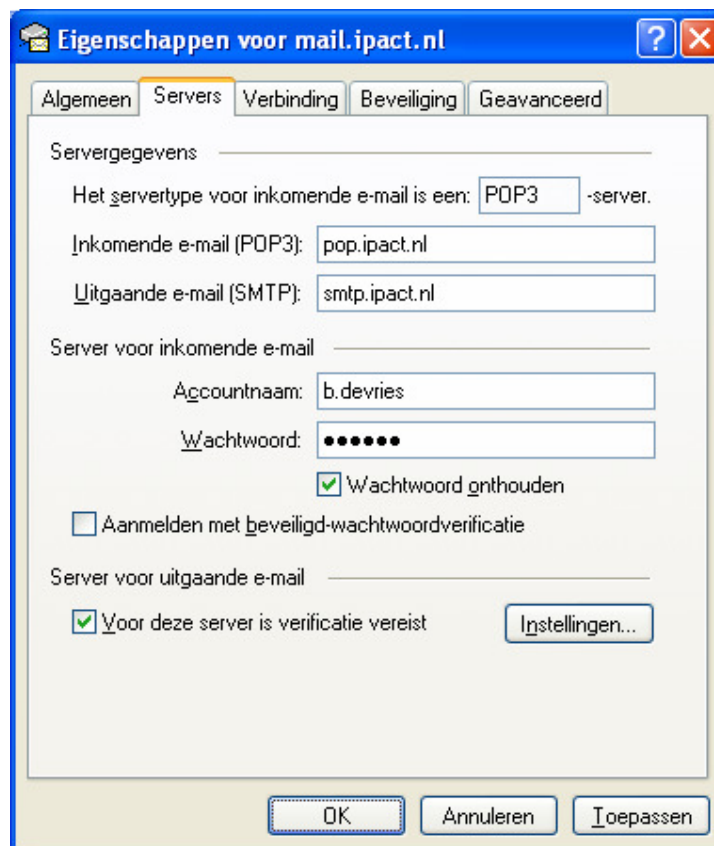 Eigenschappen voor mail.ipact.nl
Algemeen Servers Verbinding Beveiliging Geavanceerd
Servergegevens
Het servertype voor inkomende e-mail is een: POP3 -server.
Inkomende e-mail (POP3): pop.ipact.nl
Uitgaande e-mail (SMTP): smtp.ipact.nl
Server voor inkomende e-mail
Accountnaam: b.devries
Wachtwoord: ●●●●●●
Wachtwoord onthouden
Aanmelden met beveiligd-wachtwoordverificatie
Server voor uitgaande e-mail
Voor deze server is verificatie vereist Instellingen...
OK Annuleren Toepassen